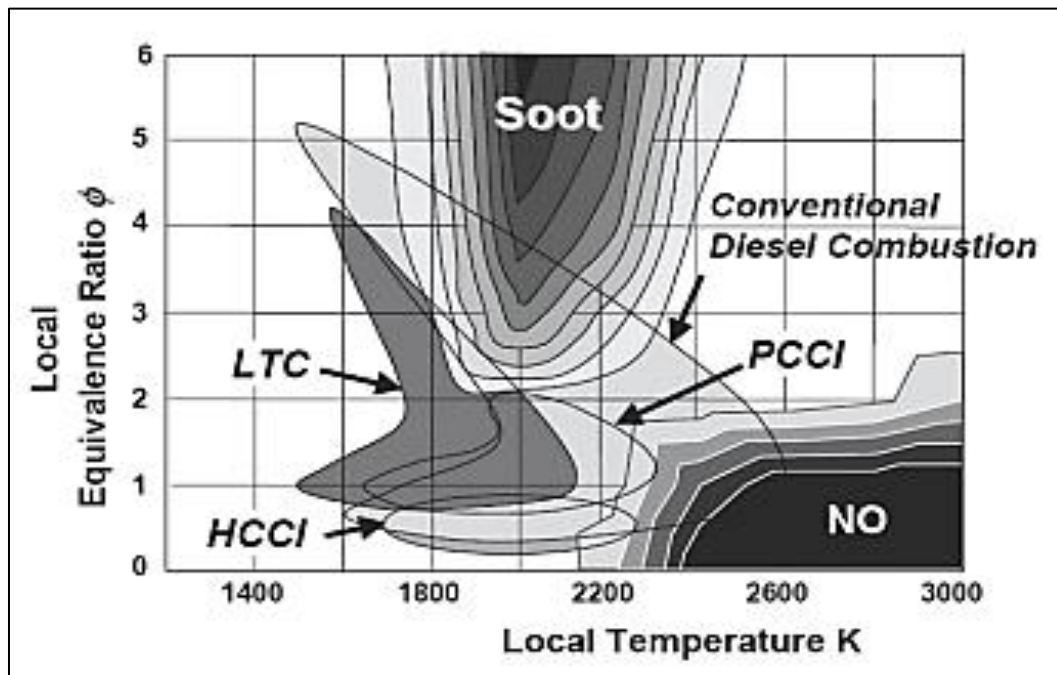 6
5
4
3
2
1
0
Local
Equivalence Ratio ϕ
Soot
Conventional
Diesel Combustion
LTC
PCCI
HCCI
NO
1400 1800 2200 2600 3000
Local Temperature K